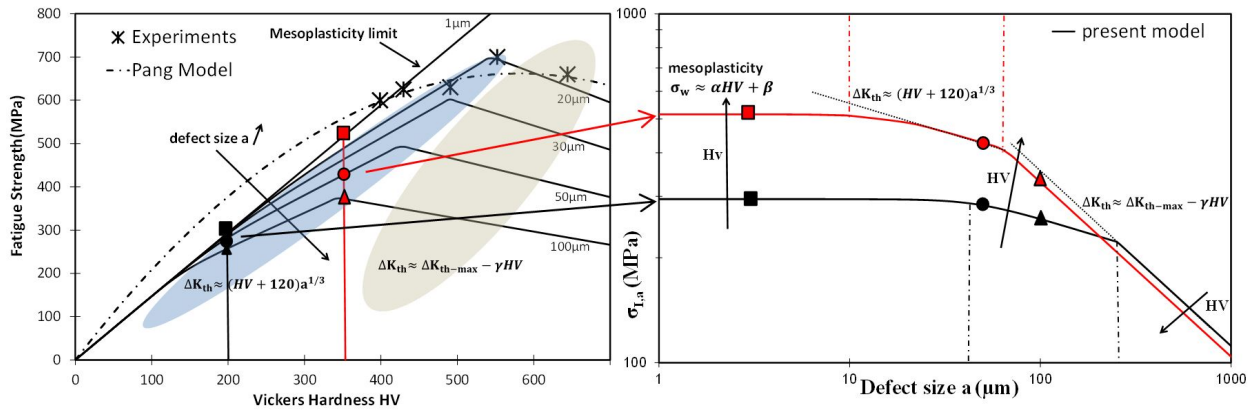 800
700
600
500
400
300
200
100
0
Fatigue Strength(MPa)
Experiments
Pang Model
Mesoplasticity limit
1μm
20μm
30μm
50μm
100μm
defect size a
ΔK_th≈ (HV + 120)a^1/3
ΔK_th≈ ΔK_th−max − γHV
0
100
200
300
400
500
600
Vickers Hardness HV
1000
100
σ_I,a (MPa)
mesoplasticity
σ_w ≈ αHV + β
Hv
ΔK_th≈ (HV + 120)a^1/3
present model
HV
ΔK_th≈ ΔK_th−max − γHV
HV
1
10
100
1000
Defect size a (μm)